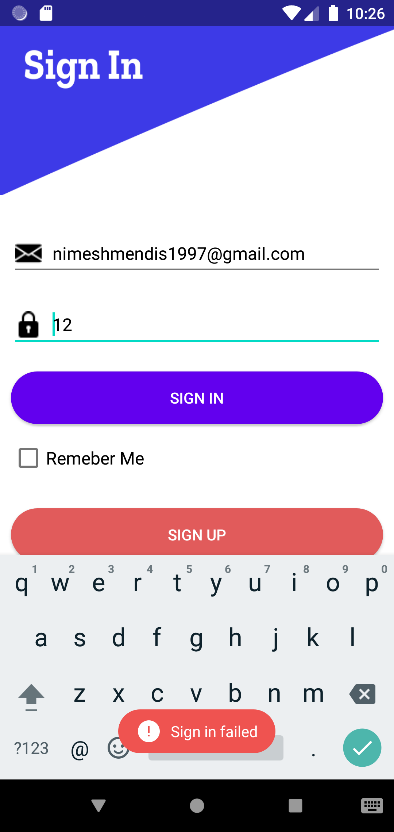 10:26
Sign In
nimeshmendis1997@gmail.com
12
SIGN IN
Remeber Me
SIGN UP
1 2 3 4 5 6 7 8 9 0
q w e r t y u i o p
a s d f g h j k l
z x c v b n m
! Sign in failed
?123 @ .